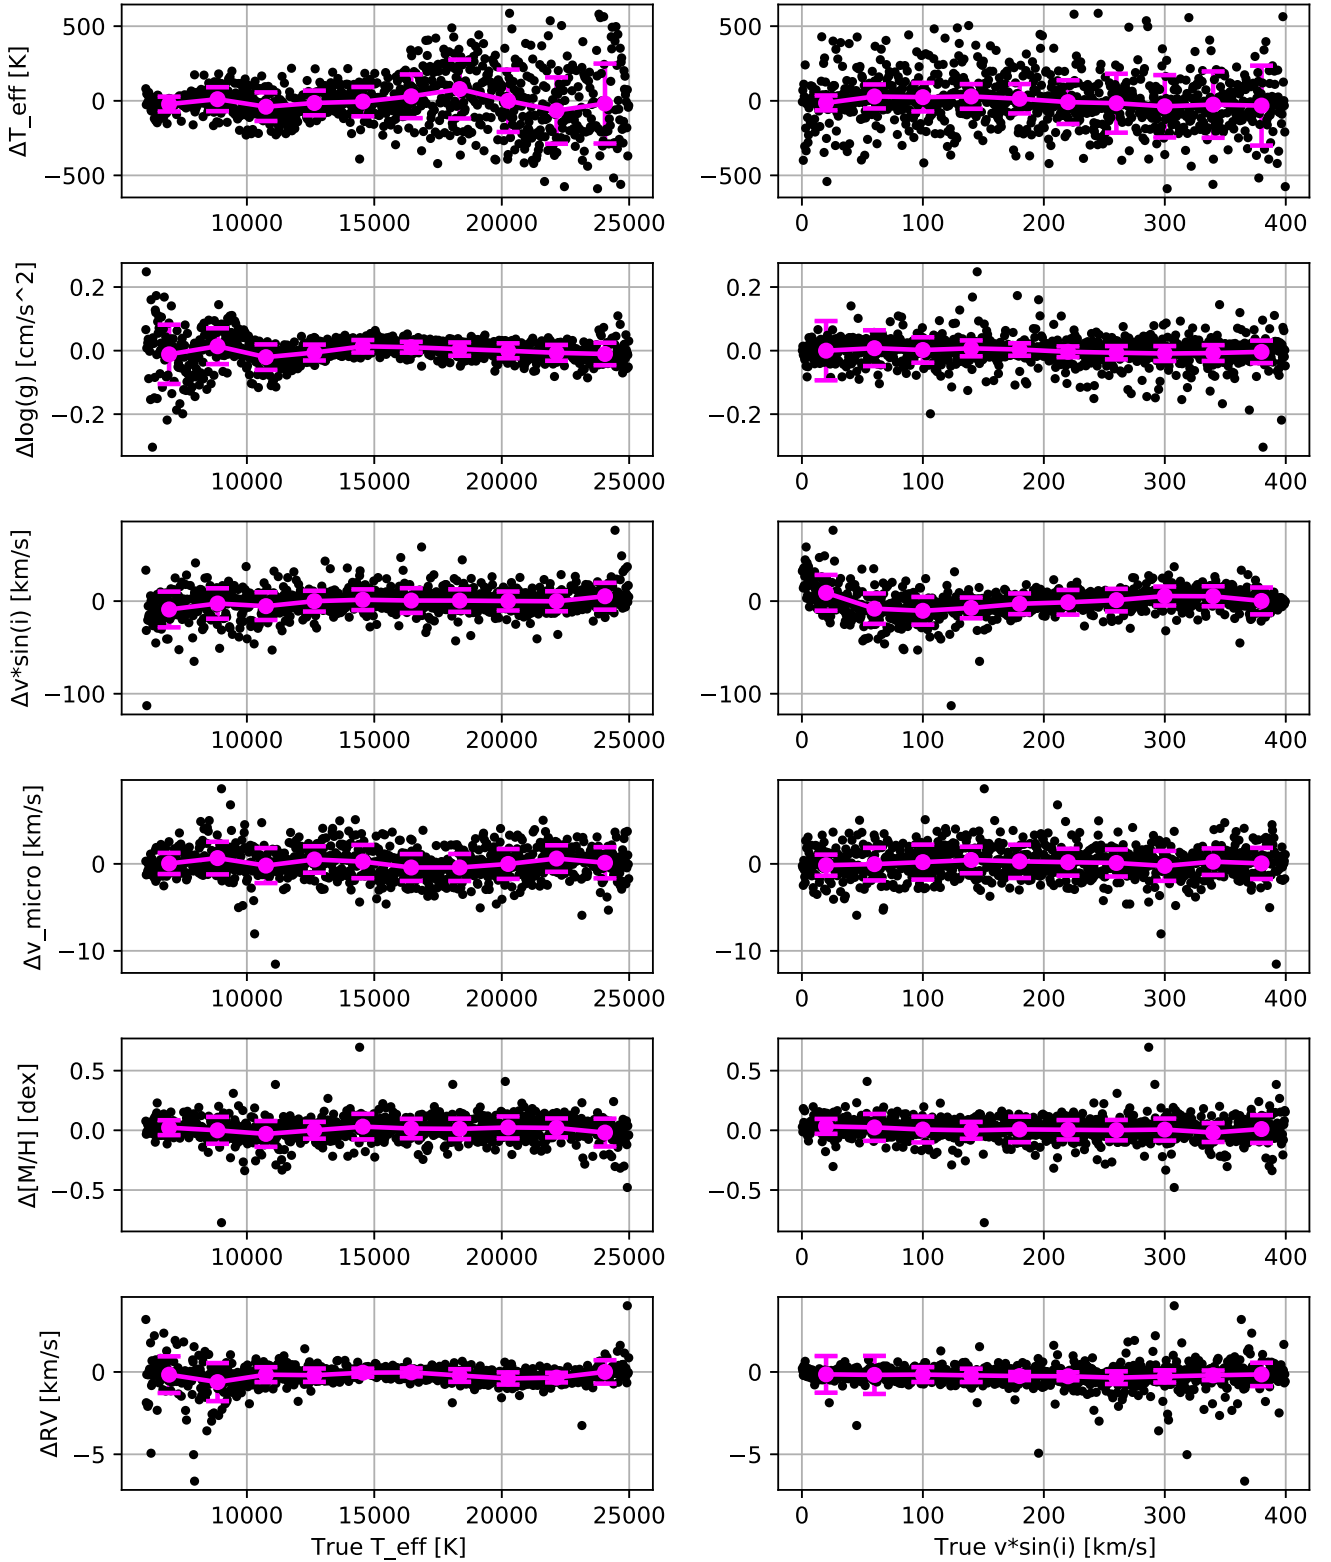 ΔT_eff [K]
500
0
−500
10000 15000 20000 25000
500
0
−500
0 100 200 300 400
Δlog(g) [cm/s^2]
0.2
0.0
−0.2
10000 15000 20000 25000
0.2
0.0
−0.2
0 100 200 300 400
Δv*sin(i) [km/s]
0
−100
10000 15000 20000 25000
0
−100
0 100 200 300 400
Δv_micro [km/s]
0
−10
10000 15000 20000 25000
0
−10
0 100 200 300 400
Δ[M/H] [dex]
0.5
0.0
−0.5
10000 15000 20000 25000
0.5
0.0
−0.5
0 100 200 300 400
ΔRV [km/s]
0
−5
10000 15000 20000 25000
True T_eff [K]
0
−5
0 100 200 300 400
True v*sin(i) [km/s]